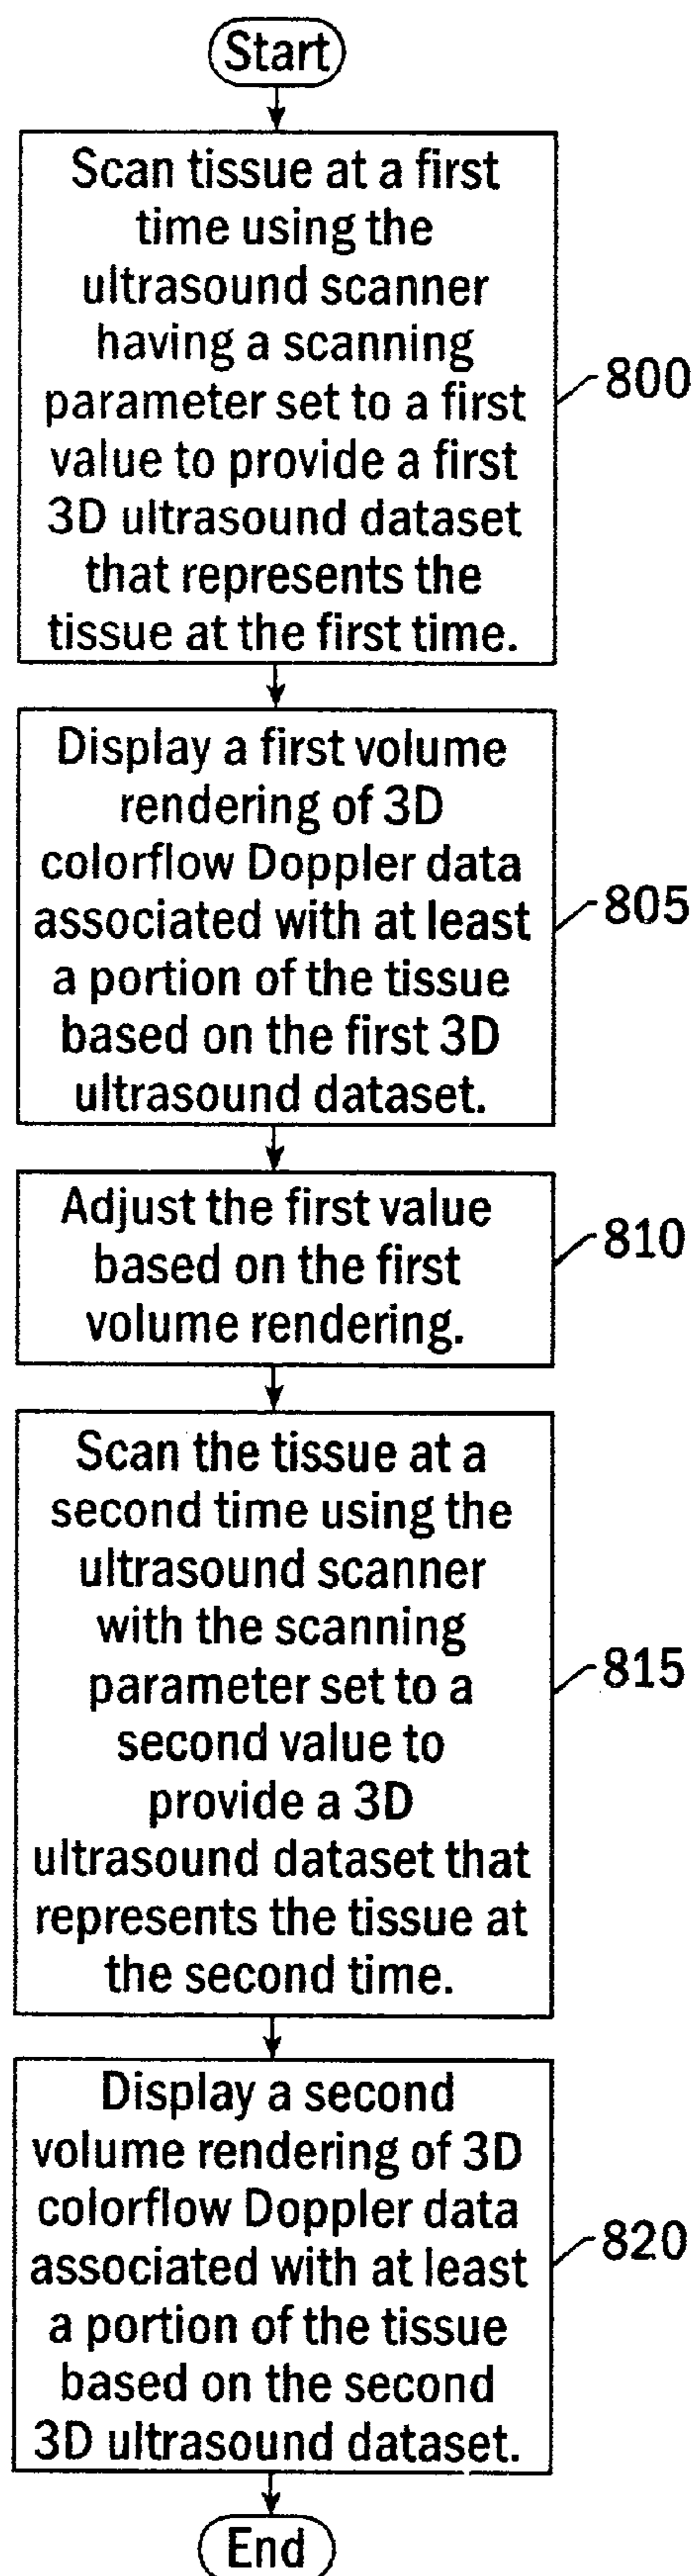 Start
Scan tissue at a first
time using the
ultrasound scanner
having a scanning
parameter set to a first
value to provide a first
3D ultrasound dataset
that represents the
tissue at the first time.
800
Display a first volume
rendering of 3D
colorflow Doppler data
associated with at least
a portion of the tissue
based on the first 3D
ultrasound dataset.
805
Adjust the first value
based on the first
volume rendering.
810
Scan the tissue at a
second time using the
ultrasound scanner
with the scanning
parameter set to a
second value to
provide a 3D
ultrasound dataset that
represents the tissue at
the second time.
815
Display a second
volume rendering of 3D
colorflow Doppler data
associated with at least
a portion of the tissue
based on the second
3D ultrasound dataset.
820
End